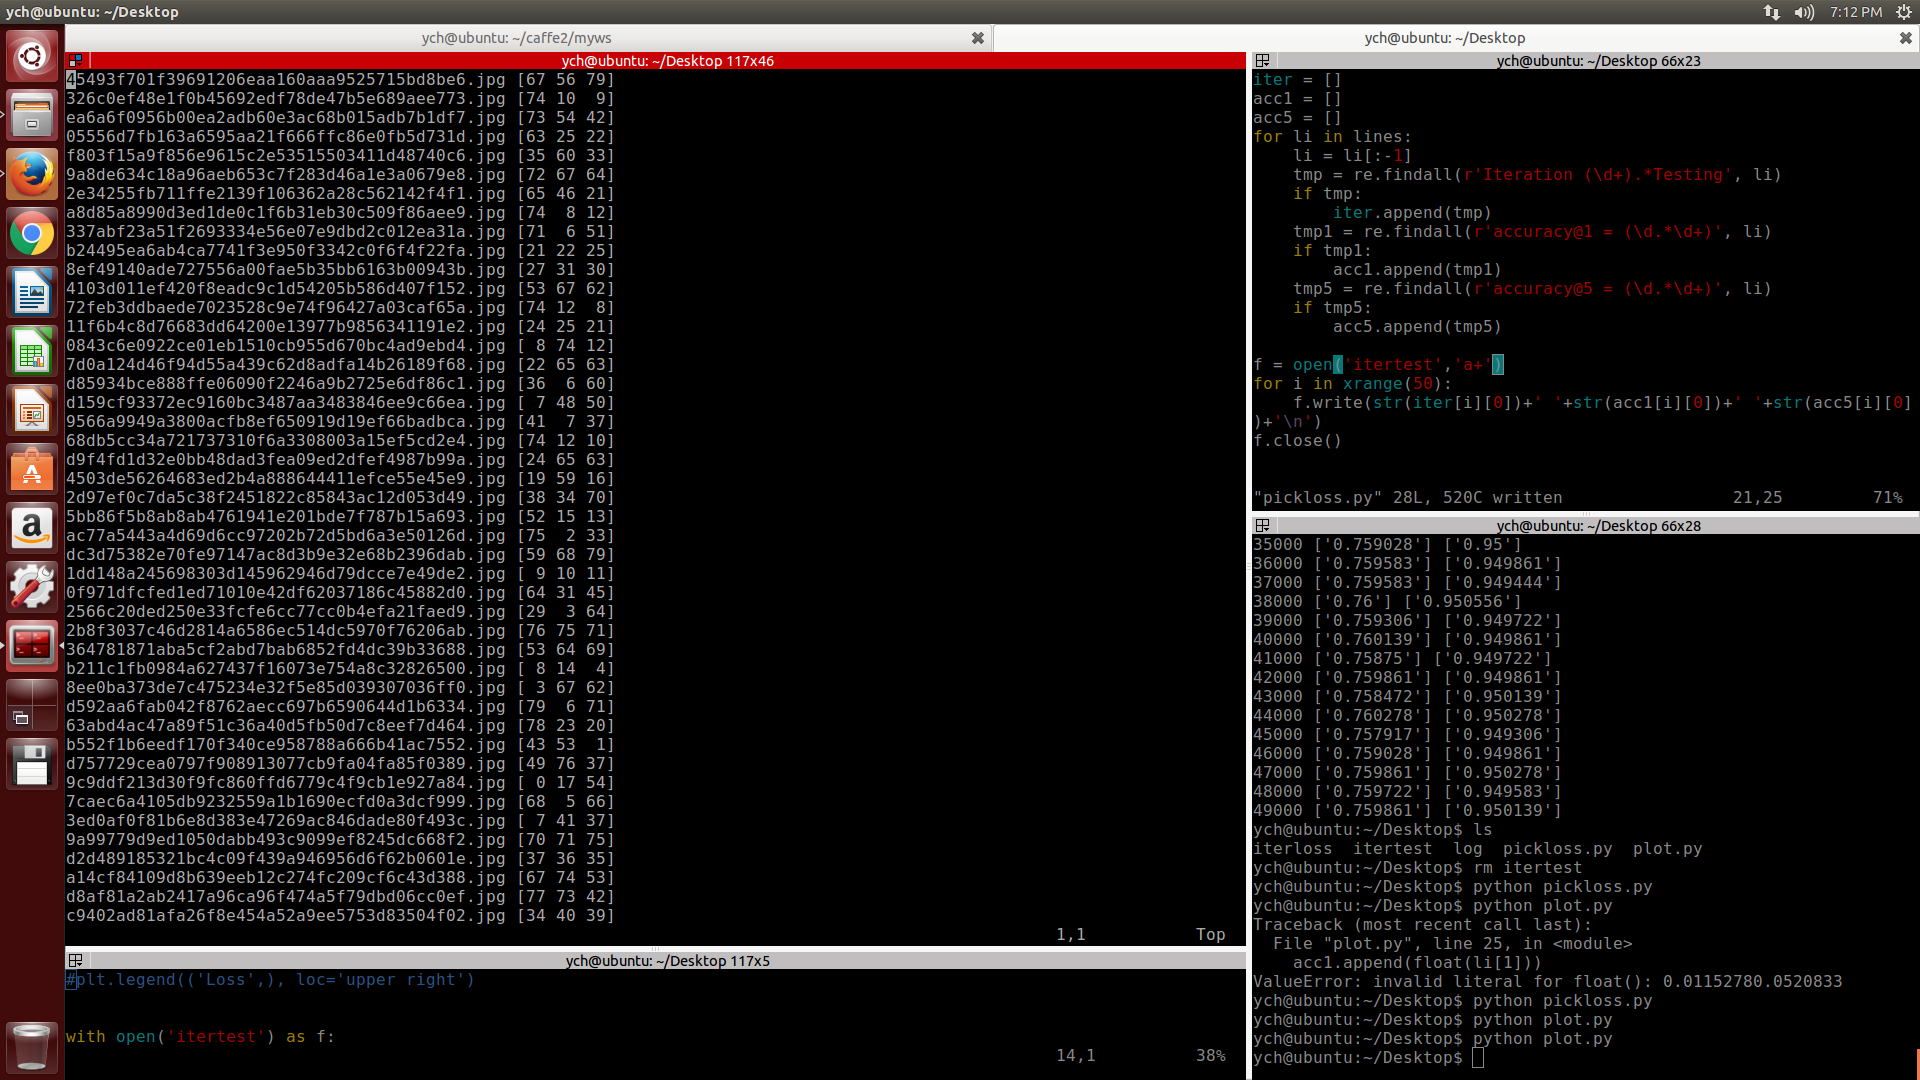 ych@ubuntu: ~/Desktop
7:12 PM
ych@ubuntu: ~/caffe2/myws
ych@ubuntu: ~/Desktop
ych@ubuntu: ~/Desktop 117x46
45493f701f39691206eaa160aaa9525715bd8be6.jpg [67 56 79]
326c0ef48e1f0b45692edf78de47b5e689aee773.jpg [74 10  9]
ea6a6f0956b00ea2adb60e3ac68b015adb7b1df7.jpg [73 54 42]
05556d7fb163a6595aa21f666ffc86e0fb5d731d.jpg [63 25 22]
f803f15a9f856e9615c2e53515503411d48740c6.jpg [35 60 33]
9a8de634c18a96aeb653c7f283d46a1e3a0679e8.jpg [72 67 64]
2e34255fb711ffe2139f106362a28c562142f4f1.jpg [65 46 21]
a8d85a8990d3ed1de0c1f6b31eb30c509f86aee9.jpg [74  8 12]
337abf23a51f2693334e56e07e9dbd2c012ea31a.jpg [71  6 51]
b24495ea6ab4ca7741f3e950f3342c0f6f4f22fa.jpg [21 22 25]
8ef49140ade727556a00fae5b35bb6163b00943b.jpg [27 31 30]
4103d011ef420f8eadc9c1d54205b586d407f152.jpg [53 67 62]
72feb3ddbaede7023528c9e74f96427a03caf65a.jpg [74 12  8]
11f6b4c8d76683dd64200e13977b9856341191e2.jpg [24 25 21]
0843c6e0922ce01eb1510cb955d670bc4ad9ebd4.jpg [ 8 74 12]
7d0a124d46f94d55a439c62d8adfa14b26189f68.jpg [22 65 63]
d85934bce888ffe06090f2246a9b2725e6df86c1.jpg [36  6 60]
d159cf93372ec9160bc3487aa3483846ee9c66ea.jpg [ 7 48 50]
9566a9949a3800acfb8ef650919d19ef66badbca.jpg [41  7 37]
68db5cc34a721737310f6a3308003a15ef5cd2e4.jpg [74 12 10]
d9f4fd1d32e0bb48dad3fea09ed2dfef4987b99a.jpg [24 65 63]
4503de56264683ed2b4a888644411efce55e45e9.jpg [19 59 16]
2d97ef0c7da5c38f2451822c85843ac12d053d49.jpg [38 34 70]
5bb86f5b8ab8ab4761941e201bde7f787b15a693.jpg [52 15 13]
ac77a5443a4d69d6cc97202b72d5bd6a3e50126d.jpg [75  2 33]
dc3d75382e70fe97147ac8d3b9e32e68b2396dab.jpg [59 68 79]
1dd148a245698303d145962946d79dcce7e49de2.jpg [ 9 10 11]
0f971dfcfed1ed71010e42df62037186c45882d0.jpg [64 31 45]
2566c20ded250e33fcfe6cc77cc0b4efa21faed9.jpg [29  3 64]
2b8f3037c46d2814a6586ec514dc5970f76206ab.jpg [76 75 71]
364781871aba5cf2abd7bab6852fd4dc39b33688.jpg [53 64 69]
b211c1fb0984a627437f16073e754a8c32826500.jpg [ 8 14  4]
8ee0ba373de7c475234e32f5e85d039307036ff0.jpg [ 3 67 62]
d592aa6fab042f8762aecc697b6590644d1b6334.jpg [79  6 71]
63abd4ac47a89f51c36a40d5fb50d7c8eef7d464.jpg [78 23 20]
b552f1b6eedf170f340ce958788a666b41ac7552.jpg [43 53  1]
d757729cea0797f908913077cb9fa04fa85f0389.jpg [49 76 37]
9c9ddf213d30f9fc860ffd6779c4f9cb1e927a84.jpg [ 0 17 54]
7caec6a4105db9232559a1b1690ecfd0a3dcf999.jpg [68  5 66]
3ed0af0f81b6e8d383e47269ac846dade80f493c.jpg [ 7 41 37]
9a99779d9ed1050dabb493c9099ef8245dc668f2.jpg [70 71 75]
d2d489185321bc4c09f439a946956d6f62b0601e.jpg [37 36 35]
a14cf84109d8b639eeb12c274fc209cf6c43d388.jpg [67 74 53]
d8af81a2ab2417a96ca96f474a5f79dbd06cc0ef.jpg [77 73 42]
c9402ad81afa26f8e454a52a9ee5753d83504f02.jpg [34 40 39]
1,1 Top
ych@ubuntu: ~/Desktop 117x5
#plt.legend(('Loss',), loc='upper right')
with open('itertest') as f:
14,1 38%
ych@ubuntu: ~/Desktop 66x23
iter = []
acc1 = []
acc5 = []
for li in lines:
    li = li[:-1]
    tmp = re.findall(r'Iteration (\d+).*Testing', li)
    if tmp:
        iter.append(tmp)
    tmp1 = re.findall(r'accuracy@1 = (\d.*\d+)', li)
    if tmp1:
        acc1.append(tmp1)
    tmp5 = re.findall(r'accuracy@5 = (\d.*\d+)', li)
    if tmp5:
        acc5.append(tmp5)
f = open('itertest','a+')
for i in xrange(50):
    f.write(str(iter[i][0])+' '+str(acc1[i][0])+' '+str(acc5[i][0]
)+'\n')
f.close()
"pickloss.py" 28L, 520C written 21,25 71%
ych@ubuntu: ~/Desktop 66x28
35000 ['0.759028'] ['0.95']
36000 ['0.759583'] ['0.949861']
37000 ['0.759583'] ['0.949444']
38000 ['0.76'] ['0.950556']
39000 ['0.759306'] ['0.949722']
40000 ['0.760139'] ['0.949861']
41000 ['0.75875'] ['0.949722']
42000 ['0.759861'] ['0.949861']
43000 ['0.758472'] ['0.950139']
44000 ['0.760278'] ['0.950278']
45000 ['0.757917'] ['0.949306']
46000 ['0.759028'] ['0.949861']
47000 ['0.759861'] ['0.950278']
48000 ['0.759722'] ['0.949583']
49000 ['0.759861'] ['0.950139']
ych@ubuntu:~/Desktop$ ls
iterloss  itertest  log  pickloss.py  plot.py
ych@ubuntu:~/Desktop$ rm itertest
ych@ubuntu:~/Desktop$ python pickloss.py
ych@ubuntu:~/Desktop$ python plot.py
Traceback (most recent call last):
  File "plot.py", line 25, in <module>
    acc1.append(float(li[1]))
ValueError: invalid literal for float(): 0.01152780.0520833
ych@ubuntu:~/Desktop$ python pickloss.py
ych@ubuntu:~/Desktop$ python plot.py
ych@ubuntu:~/Desktop$ python plot.py
ych@ubuntu:~/Desktop$